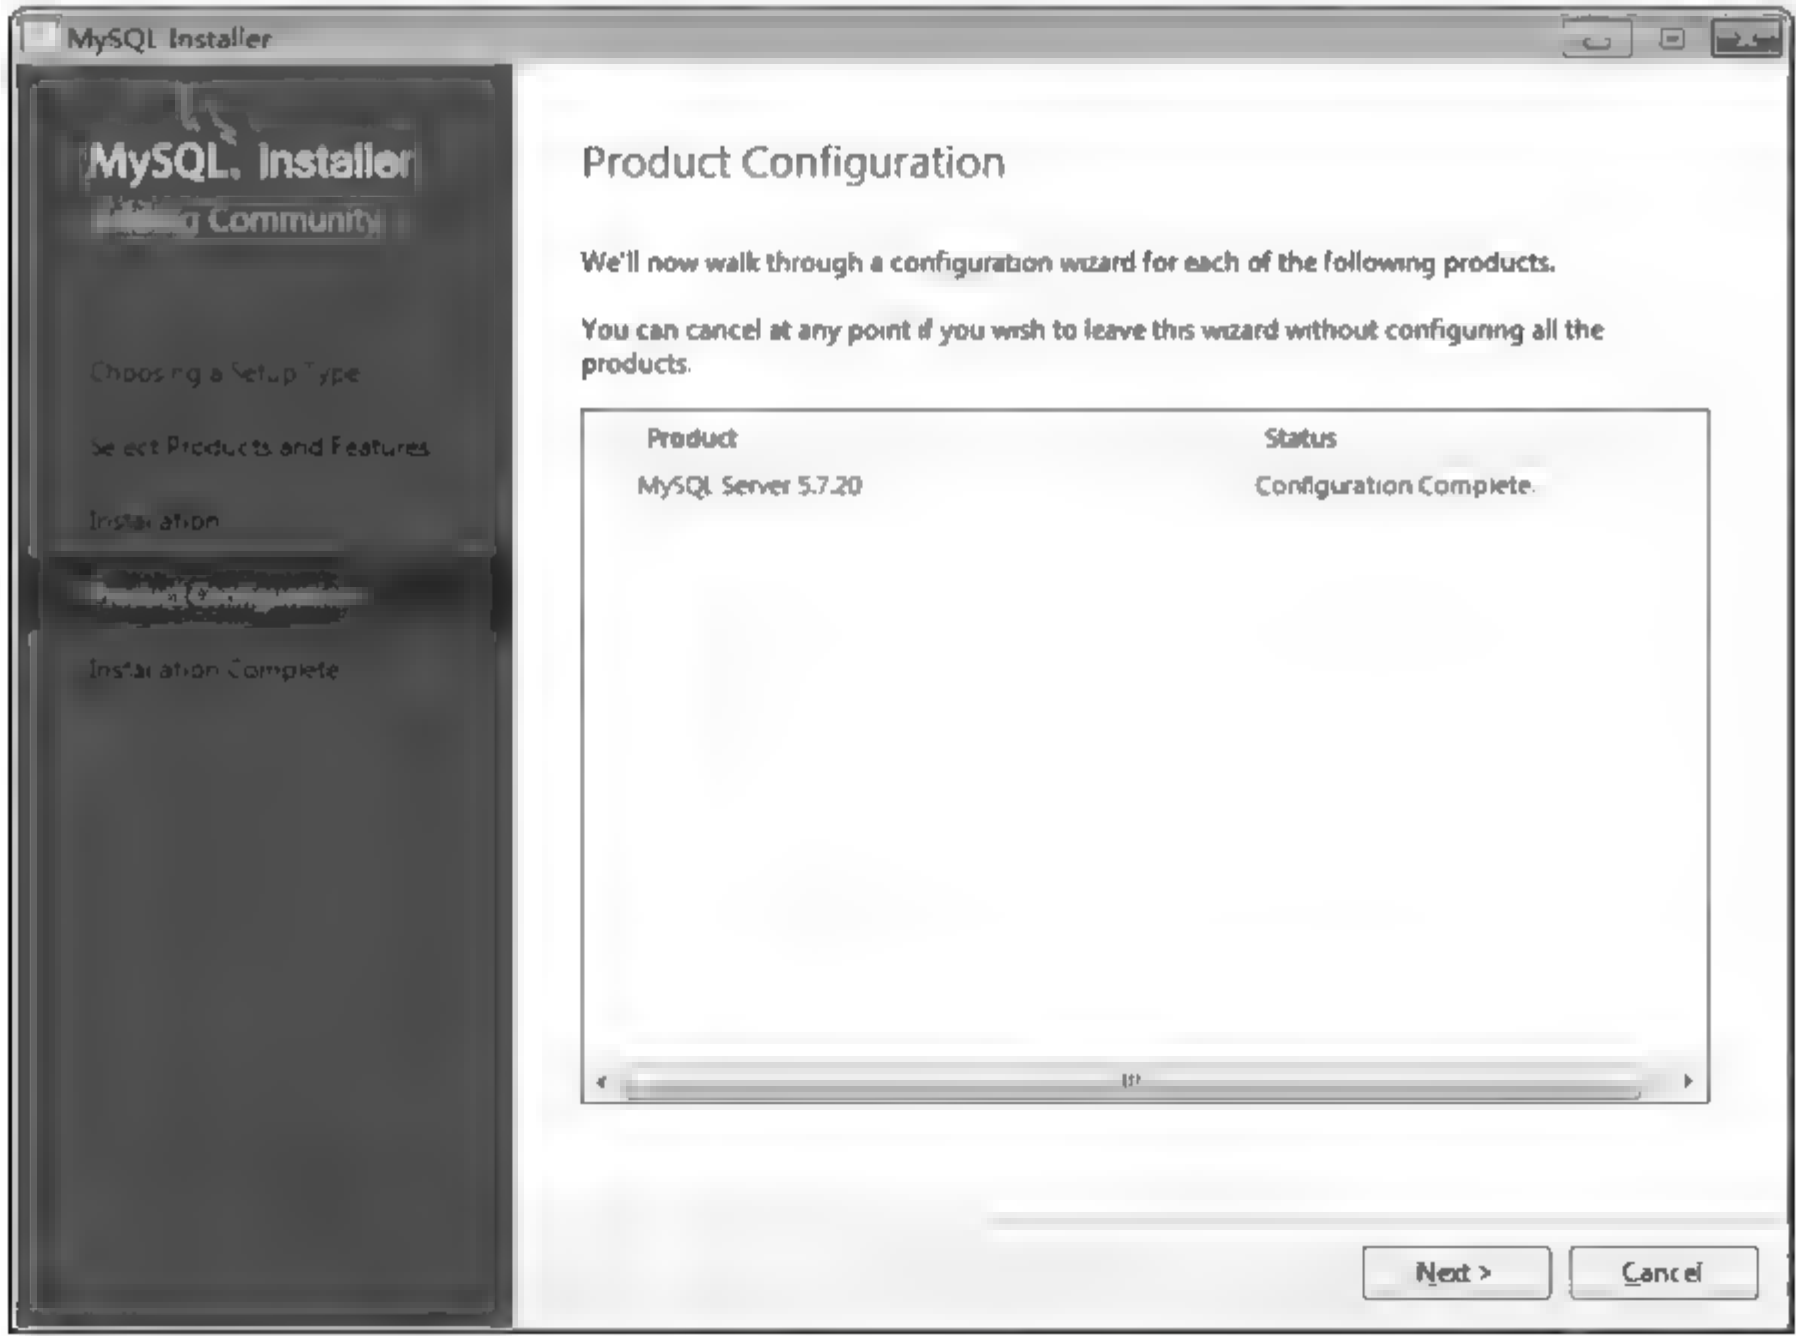 MySQL Installer
MySQL. Installer
Community
Choosing a Setup Type
Select Products and Features
Installation
Installation Complete
Product Configuration
We'll now walk through a configuration wizard for each of the following products.
You can cancel at any point if you wish to leave this wizard without configuring all the
products.
Product Status
MySQL Server 5.7.20 Configuration Complete.
Next > Cancel